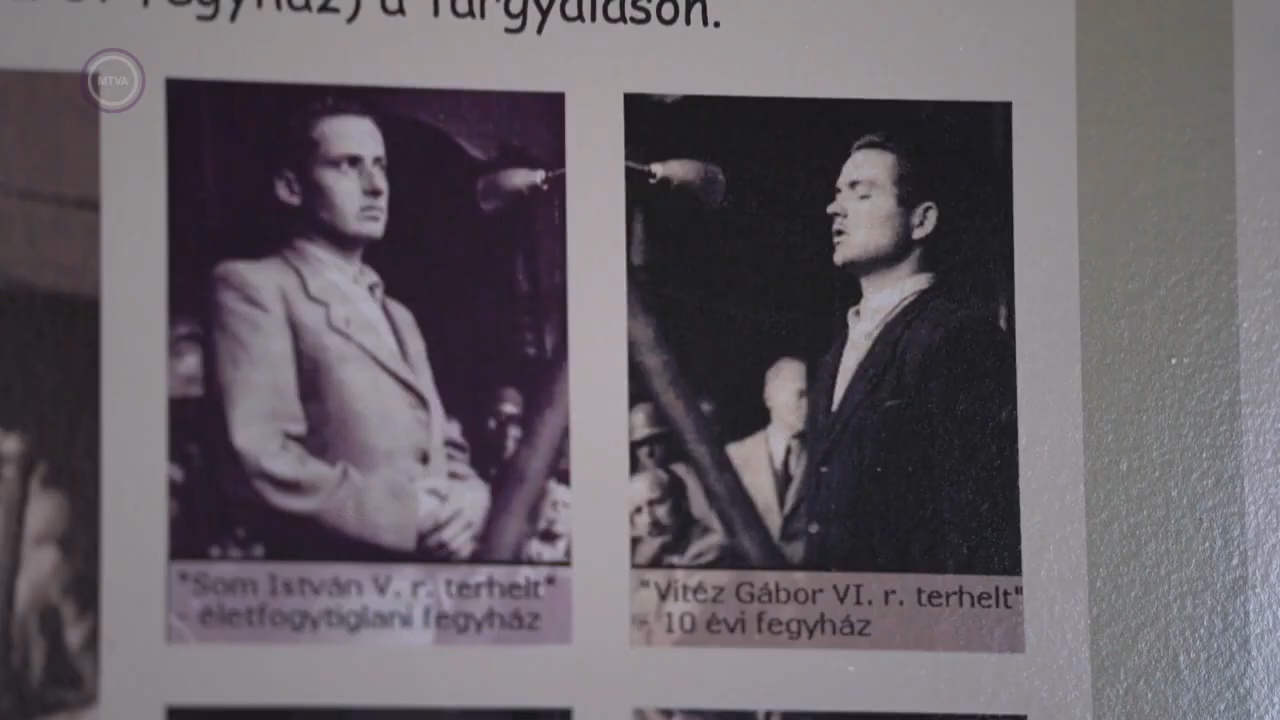 fegyház) a Tárgyaláson.
MTVA
"Som István V. r. terhelt"
- életfogytiglani fegyház
"Vitéz Gábor VI. r. terhelt"
- 10 évi fegyház